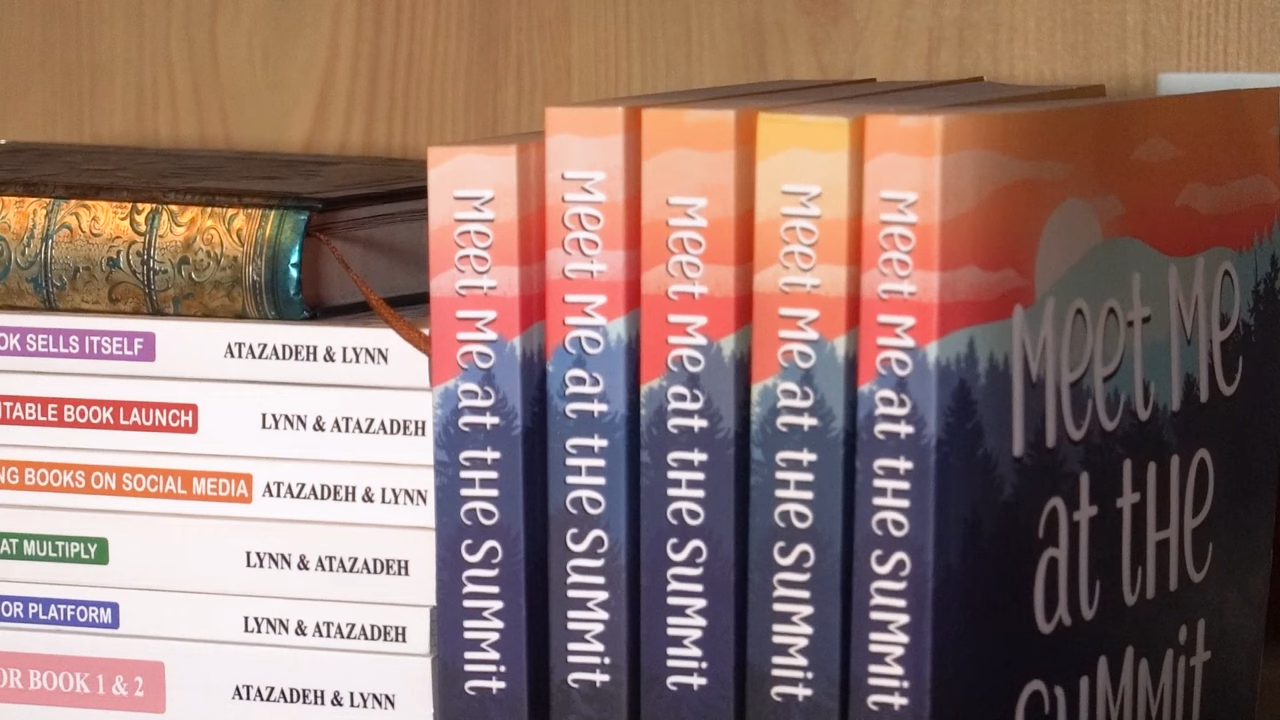 OK SELLS ITSELF
ATAZADEH & LYNN
ITABLE BOOK LAUNCH
LYNN & ATAZADEH
NG BOOKS ON SOCIAL MEDIA
ATAZADEH & LYNN
AT MULTIPLY
LYNN & ATAZADEH
OR PLATFORM
LYNN & ATAZADEH
OR BOOK 1 & 2
ATAZADEH & LYNN
Meet Me at the Summit
Meet Me at the Summit
Meet Me at the Summit
Meet Me at the Summit
Meet Me at the Summit
Meet Me
at the
Summit